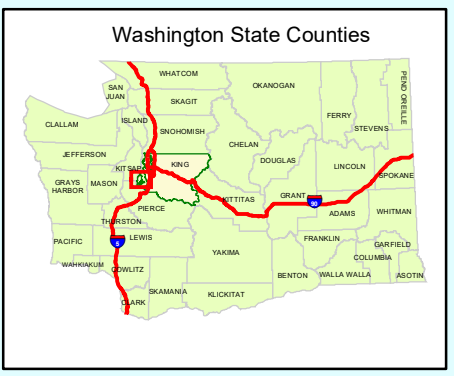 Washington State Counties
WHATCOM
SAN
JUAN
SKAGIT
ISLAND
SNOHOMISH
OKANOGAN
FERRY
STEVENS
PEND OREILLE
CLALLAM
JEFFERSON
KITSAP
KING
CHELAN
DOUGLAS
LINCOLN
SPOKANE
GRAYS
HARBOR
MASON
PIERCE
KITTITAS
GRANT
90
ADAMS
WHITMAN
THURSTON
PACIFIC
5
LEWIS
YAKIMA
FRANKLIN
GARFIELD
COLUMBIA
WAHKIAKUM
COWLITZ
SKAMANIA
CLARK
KLICKITAT
BENTON
WALLA WALLA
ASOTIN